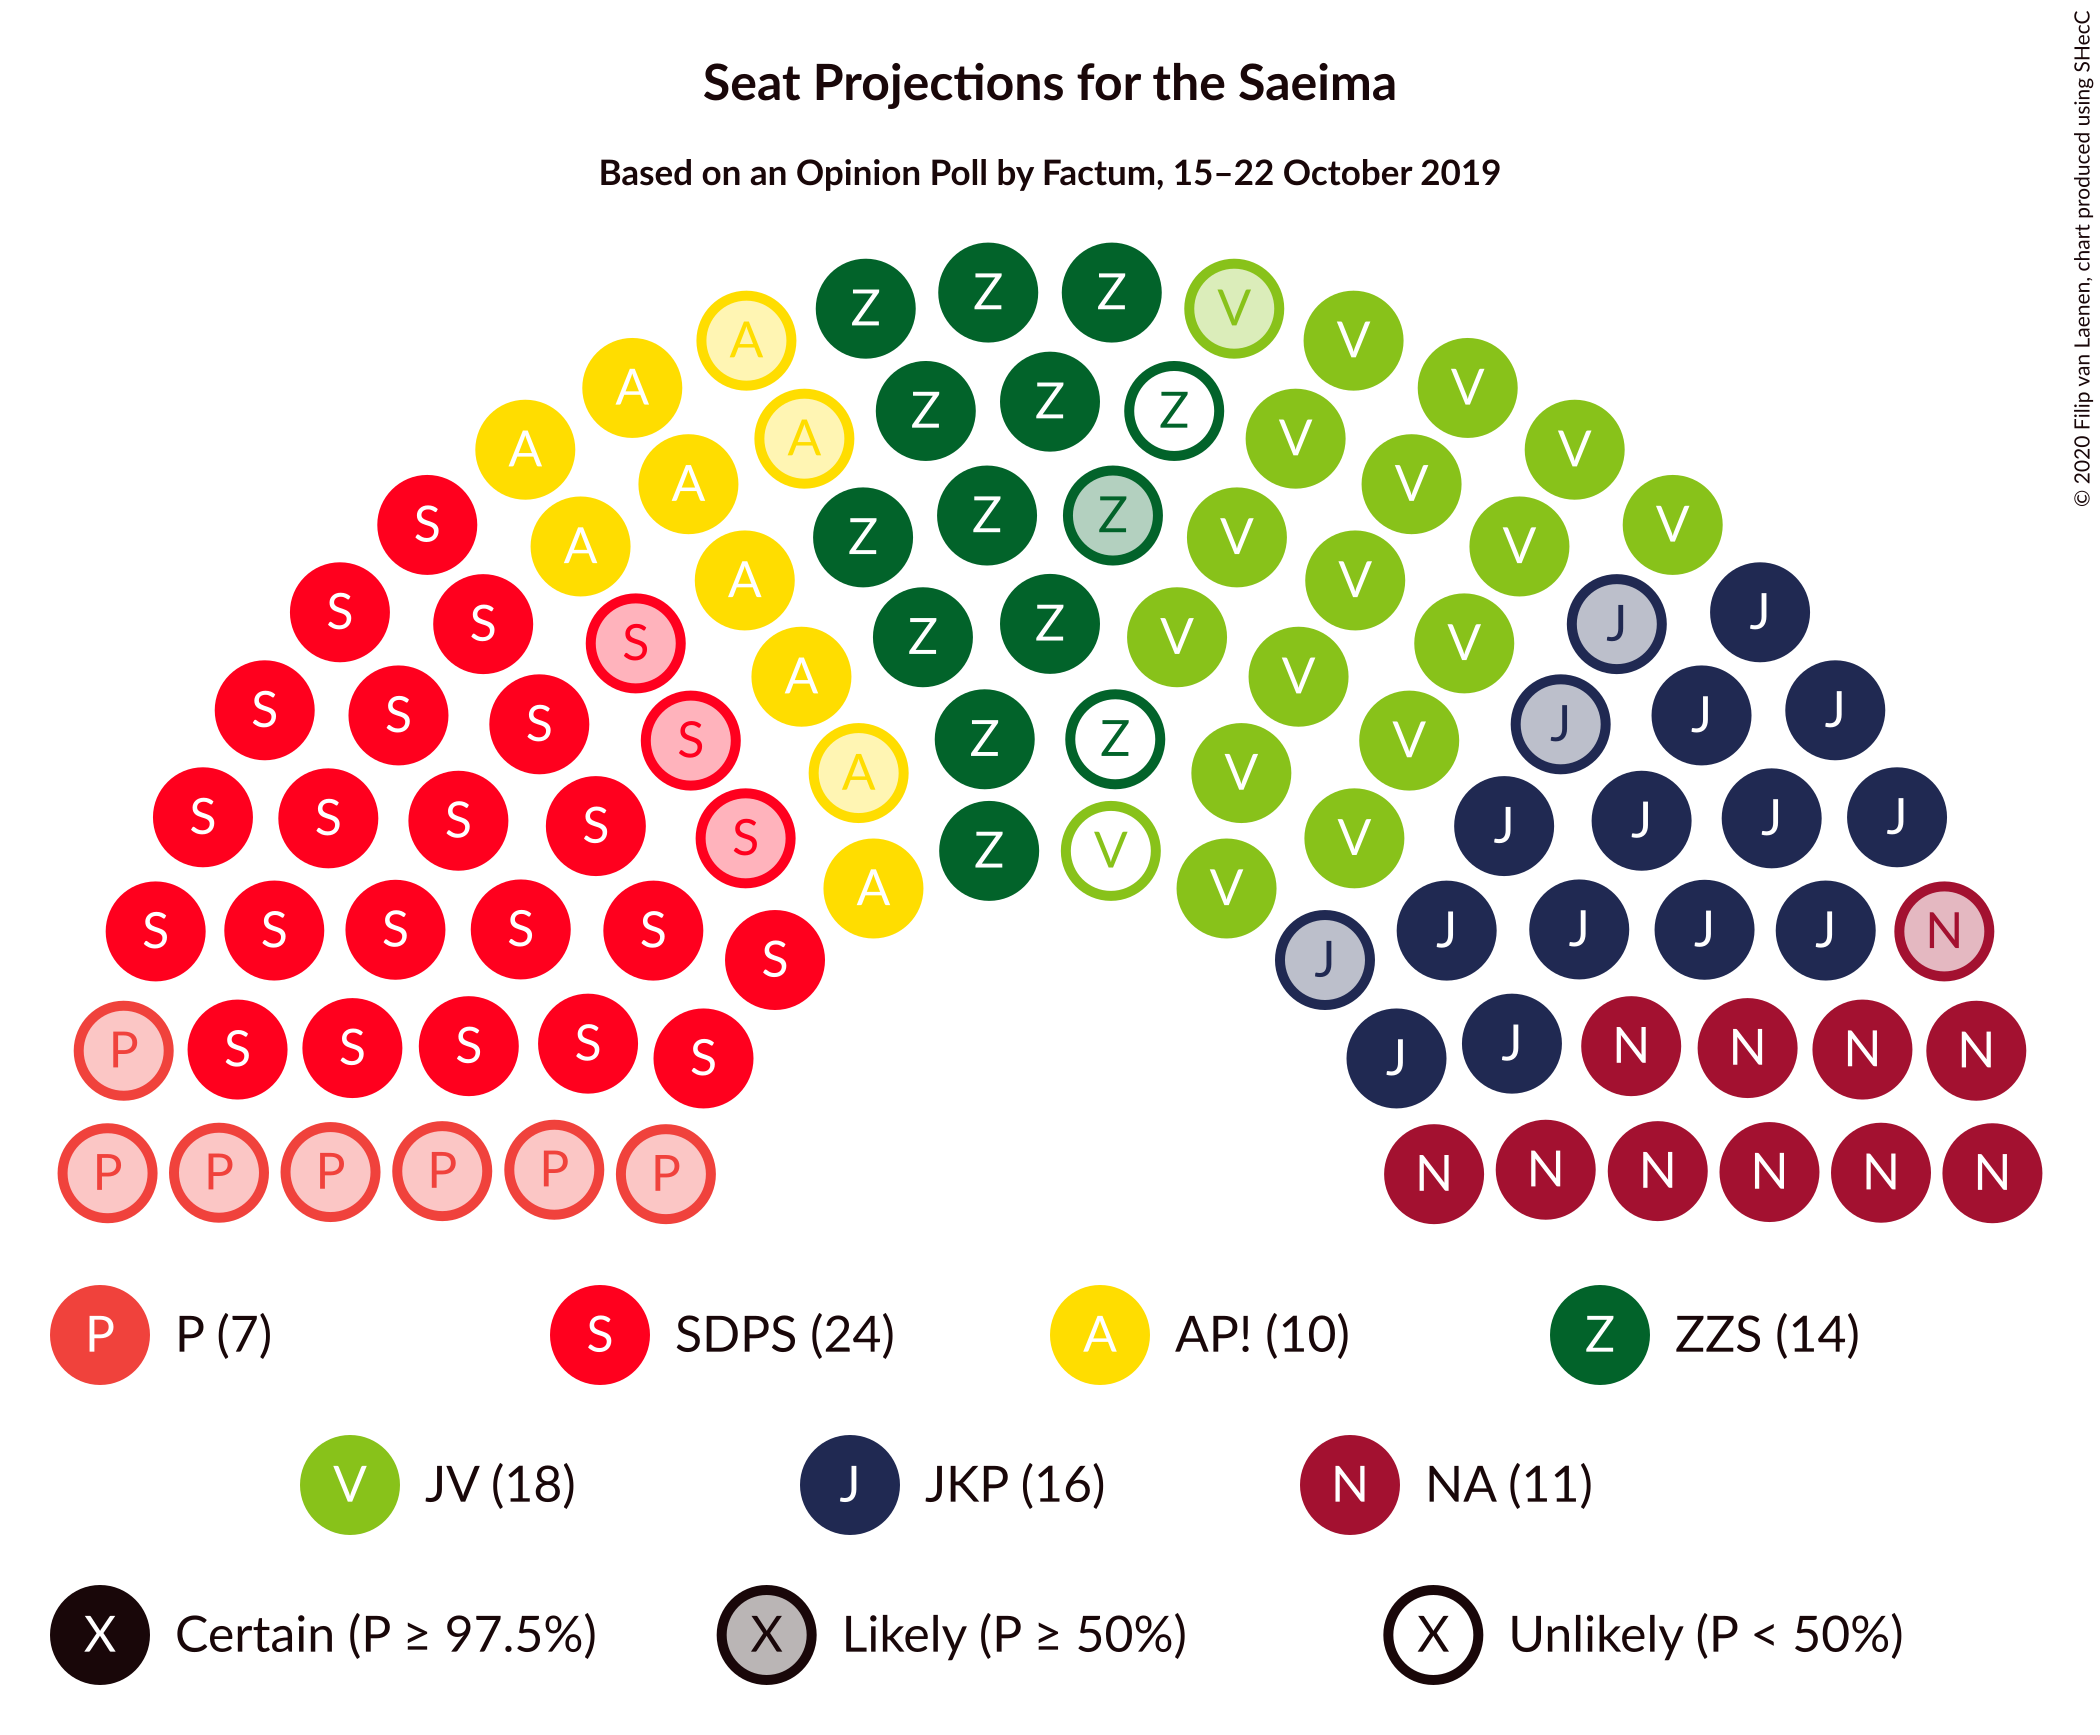 Seat Projections for the Saeima
Based on an Opinion Poll by Factum, 15–22 October 2019
© 2020 Filip van Laenen, chart produced using SHecC
Z Z Z V
A V
A V
Z Z Z
A A V V
A V
S A Z Z Z V V V
A V
S S S Z Z V V J J
A V
S S S S Z Z V J J J
A V
S S S S S Z V V J J J J
A V
S S S S S S J J J J J N
P S S S S S J J N N N N
P P P P P P N N N N N N
P P (7) S SDPS (24) A AP! (10) Z ZZS (14)
V JV (18) J JKP (16) N NA (11)
X Certain (P ≥ 97.5%) X Likely (P ≥ 50%) X Unlikely (P < 50%)